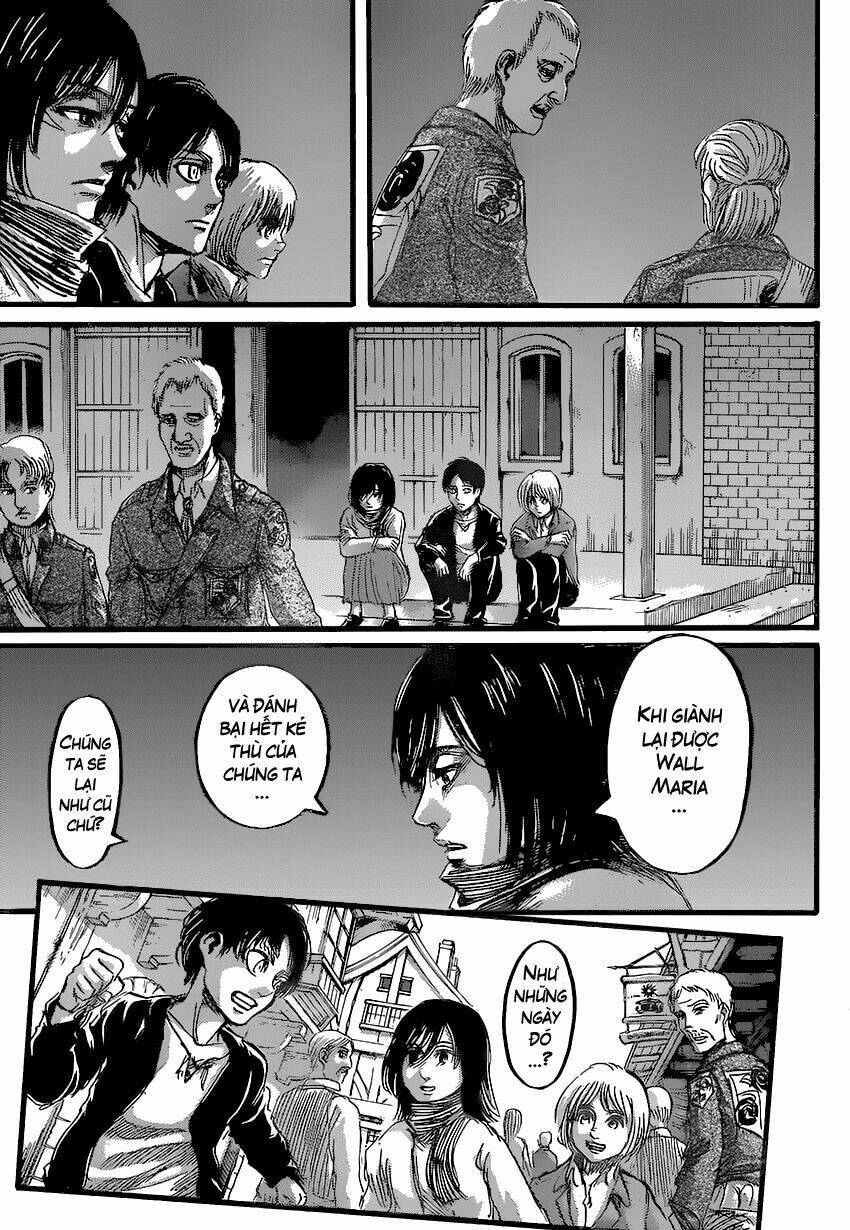 KHI GIÀNH
LẠI ĐƯỢC
WALL
MARIA
...
VÀ ĐÁNH
BẠI HẾT KẺ
THÙ CỦA
CHÚNG TA
...
CHÚNG
TA SẼ
LẠI
NHƯ CŨ
CHỨ?
NHƯ
NHỮNG
NGÀY
ĐÓ
...?